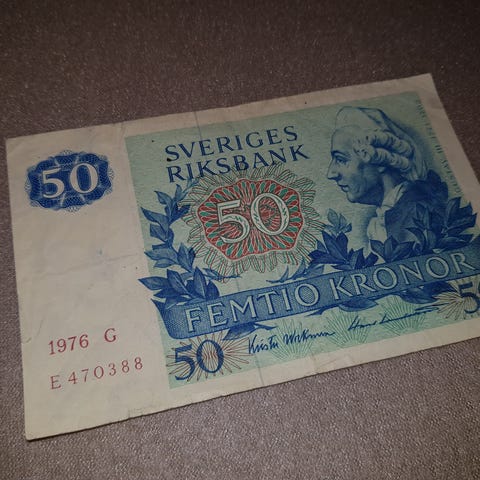 SVERIGES
RIKSBANK
50
50
FEMTIO KRONOR
1976 G
E 470388
50